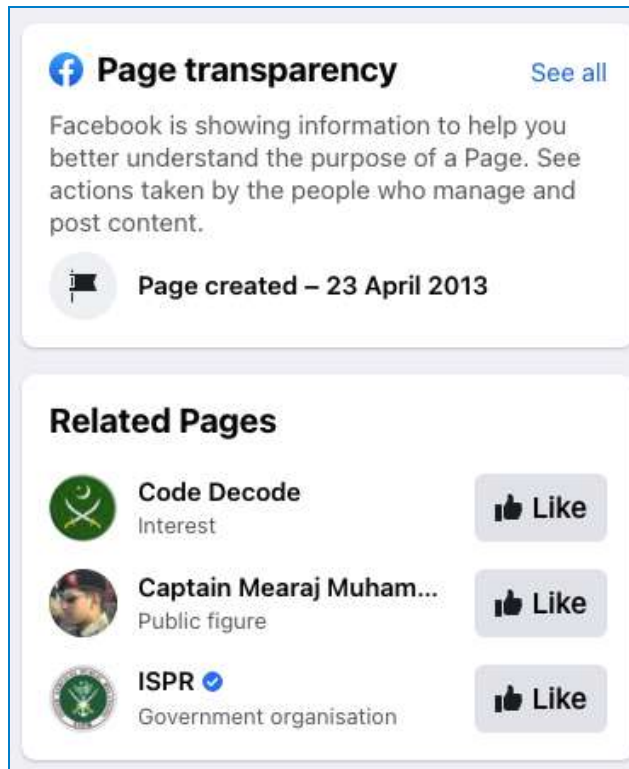 Page transparency
See all
Facebook is showing information to help you
better understand the purpose of a Page. See
actions taken by the people who manage and
post content.
Page created – 23 April 2013
Related Pages
Code Decode
Interest
Like
Captain Mearaj Muham...
Public figure
Like
ISPR
Government organisation
Like